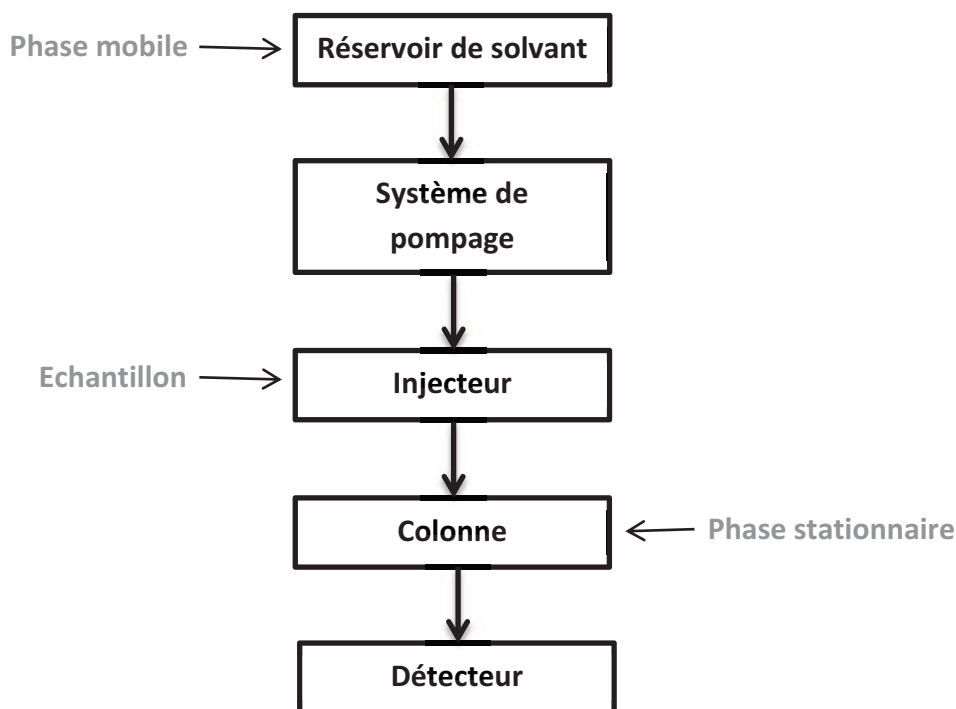 Phase mobile
Réservoir de solvant
Système de
pompage
Echantillon
Injecteur
Colonne
Phase stationnaire
Détecteur